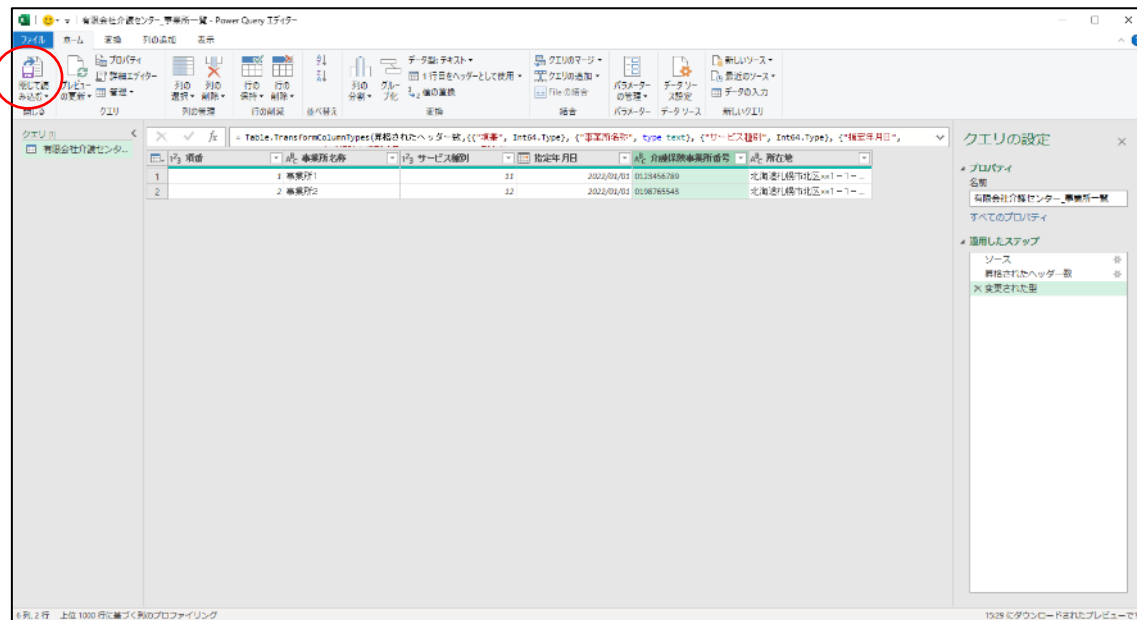 有限会社介護センター_事業所一覧 - Power Query エディター
ファイル ホーム 変換 列の追加 表示
閉じて読み込む
プレビューの更新
プロパティ
詳細エディター
管理
列の選択
列の削除
行の保持
行の削除
列の分割
グループ化
データ型: テキスト
1 行目をヘッダーとして使用
値の置換
クエリのマージ
クエリの追加
File の結合
パラメーターの管理
データ ソース設定
新しいソース
最近のソース
データの入力
閉じる クエリ 列の管理 行の削減 並べ替え 変換 結合 パラメーター データ ソース 新しいクエリ
クエリ [1]
有限会社介護センタ...
= Table.TransformColumnTypes(昇格されたヘッダー数,{{"項番", Int64.Type}, {"事業所名称", type text}, {"サービス種別", Int64.Type}, {"指定年月日",
項番 事業所名称 サービス種別 指定年月日 介護保険事業所番号 所在地
1 1 事業所1 11 2022/01/01 0123456789 北海道札幌市北区××1-1-...
2 2 事業所2 12 2022/01/01 0198765543 北海道札幌市北区××1-1-...
クエリの設定
プロパティ
名前
有限会社介護センター_事業所一覧
すべてのプロパティ
適用したステップ
ソース
昇格されたヘッダー数
変更された型
6 列、2 行 上位 1000 行に基づく列のプロファイリング
15:29 にダウンロードされたプレビューで